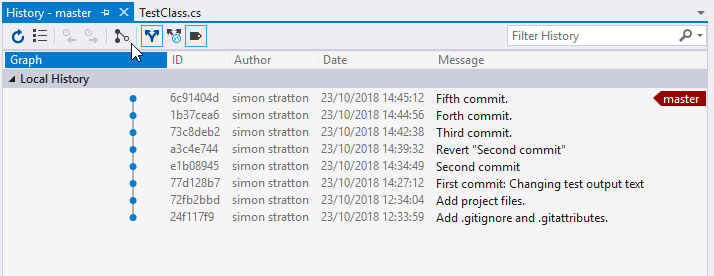 History - master TestClass.cs
Filter History
Graph ID Author Date Message
Local History
6c91404d simon stratton 23/10/2018 14:45:12 Fifth commit. master
1b37cea6 simon stratton 23/10/2018 14:44:56 Forth commit.
73c8deb2 simon stratton 23/10/2018 14:42:38 Third commit.
a3c4e744 simon stratton 23/10/2018 14:39:32 Revert "Second commit"
e1b08945 simon stratton 23/10/2018 14:34:49 Second commit
77d128b7 simon stratton 23/10/2018 14:27:12 First commit: Changing test output text
72fb2bbd simon stratton 23/10/2018 12:34:04 Add project files.
24f117f9 simon stratton 23/10/2018 12:33:59 Add .gitignore and .gitattributes.